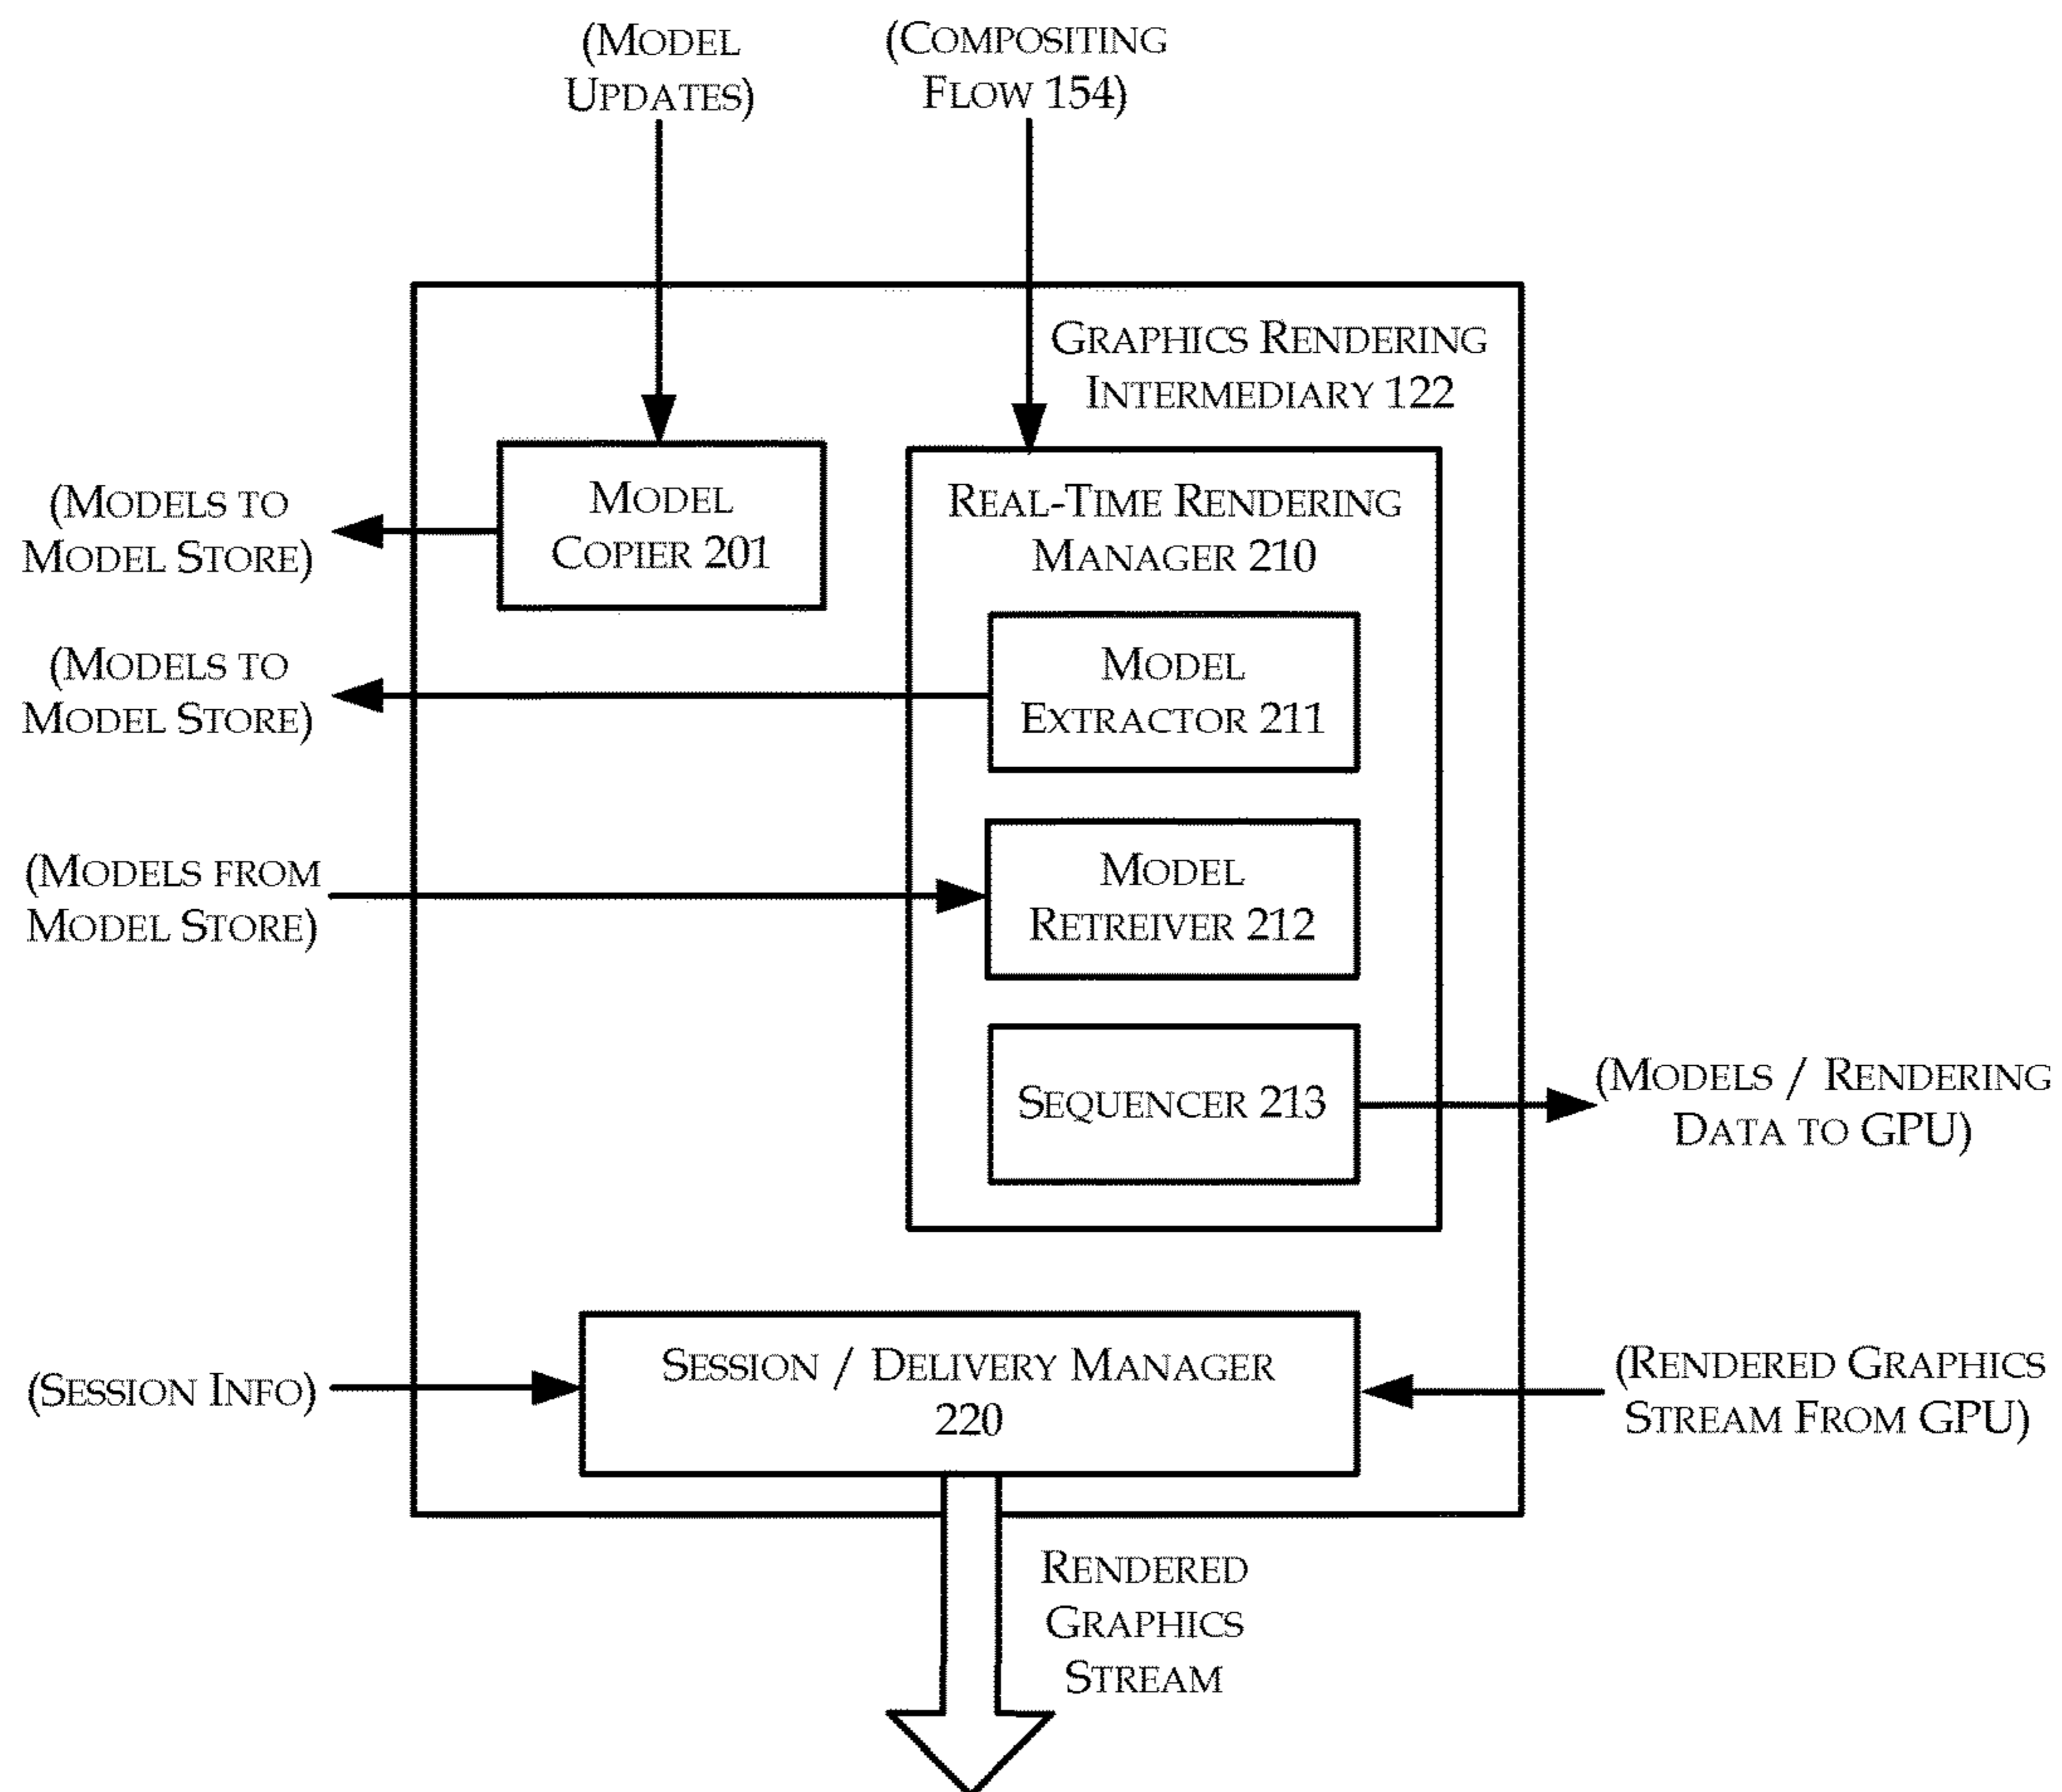 (Model
Updates)
(Compositing
Flow 154)
Graphics Rendering
Intermediary 122
(Models to
Model Store)
Model
Copier 201
Real-Time Rendering
Manager 210
(Models to
Model Store)
Model
Extractor 211
(Models from
Model Store)
Model
Retreiver 212
Sequencer 213
(Models / Rendering
Data to GPU)
(Session Info)
Session / Delivery Manager
220
(Rendered Graphics
Stream From GPU)
Rendered
Graphics
Stream